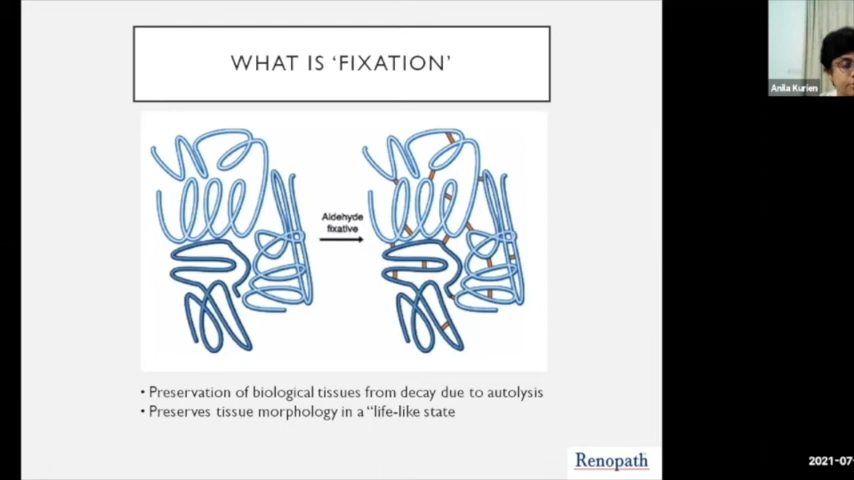 WHAT IS ‘FIXATION’
Anila Kurien
Aldehyde
fixative
• Preservation of biological tissues from decay due to autolysis
• Preserves tissue morphology in a “life-like state
Renopath
2021-07